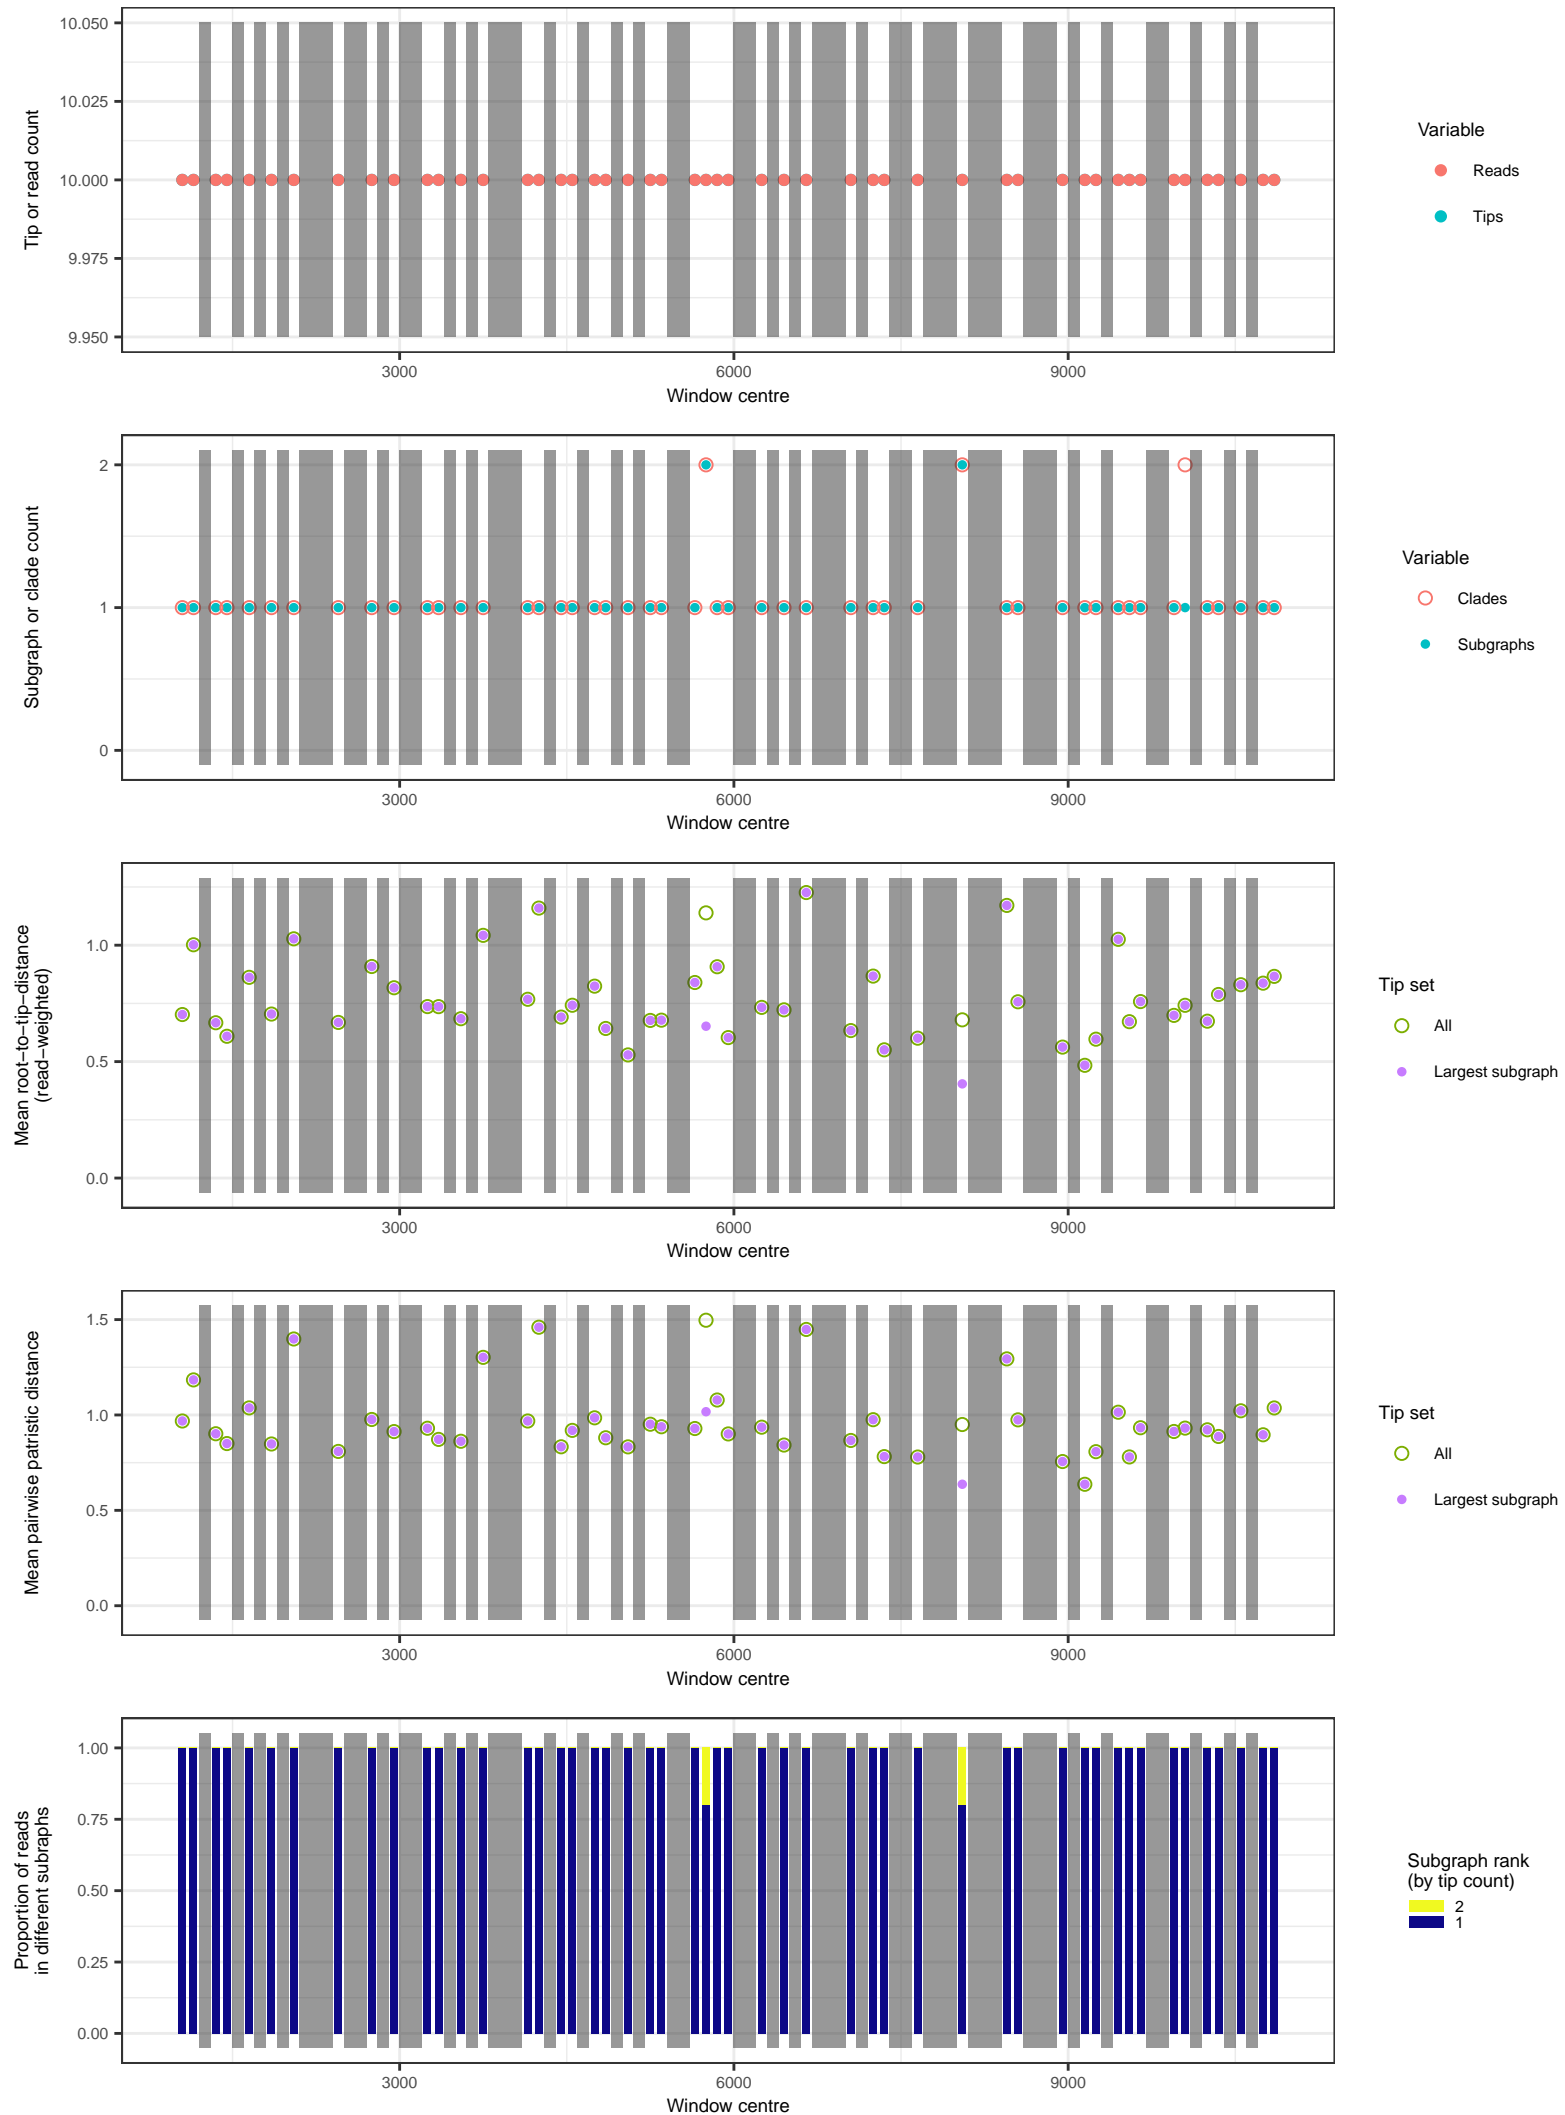 10.050
10.025
10.000
9.975
9.950
Tip or read count
3000
6000
9000
Window centre
Variable
Reads
Tips
2
1
0
Subgraph or clade count
3000
6000
9000
Window centre
Variable
Clades
Subgraphs
1.0
0.5
0.0
Mean root−to−tip−distance
(read−weighted)
3000
6000
9000
Window centre
Tip set
All
Largest subgraph
1.5
1.0
0.5
0.0
Mean pairwise patristic distance
3000
6000
9000
Window centre
Tip set
All
Largest subgraph
1.00
0.75
0.50
0.25
0.00
Proportion of reads
in different subraphs
3000
6000
9000
Window centre
Subgraph rank
(by tip count)
2
1